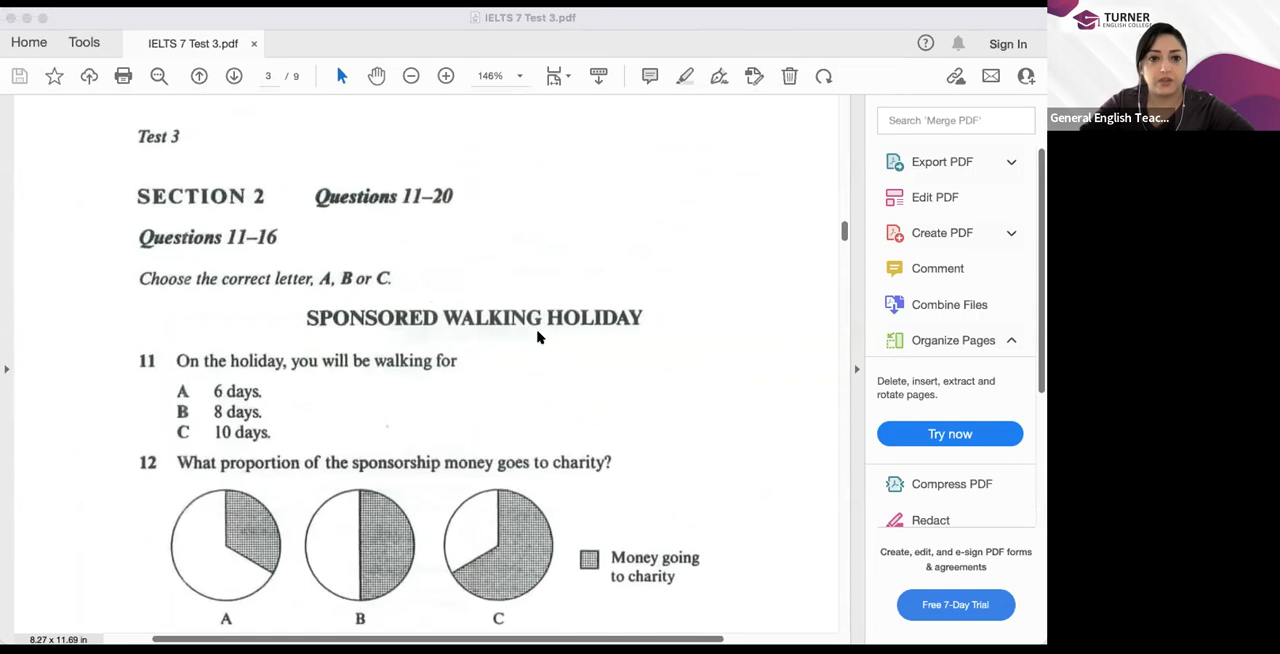 IELTS 7 Test 3.pdf
Home Tools IELTS 7 Test 3.pdf × Sign In
3 / 9 146%
TURNER
ENGLISH COLLEGE
General English Teac...
Test 3
SECTION 2 Questions 11–20
Questions 11–16
Choose the correct letter, A, B or C.
SPONSORED WALKING HOLIDAY
11 On the holiday, you will be walking for
A 6 days.
B 8 days.
C 10 days.
12 What proportion of the sponsorship money goes to charity?
Money going
to charity
A B C
8.27 x 11.69 in
Search 'Merge PDF'
Export PDF
Edit PDF
Create PDF
Comment
Combine Files
Organize Pages
Delete, insert, extract and
rotate pages.
Try now
Compress PDF
Redact
Create, edit, and e-sign PDF forms
& agreements
Free 7-Day Trial